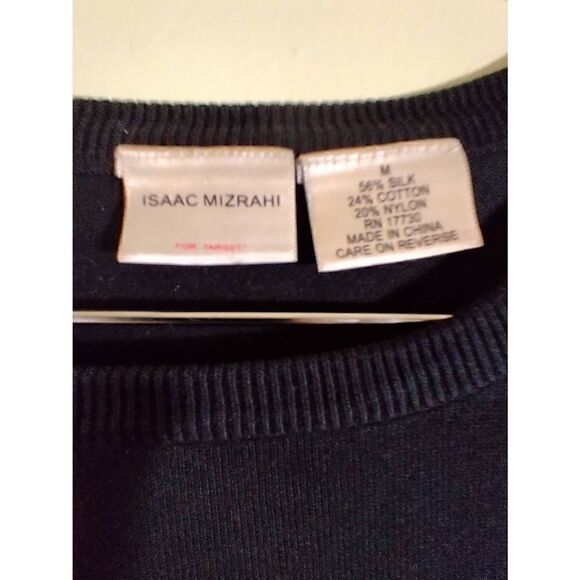 ISAAC MIZRAHI
FOR TARGET
M
56% SILK
24% COTTON
20% NYLON
RN 17730
MADE IN CHINA
CARE ON REVERSE